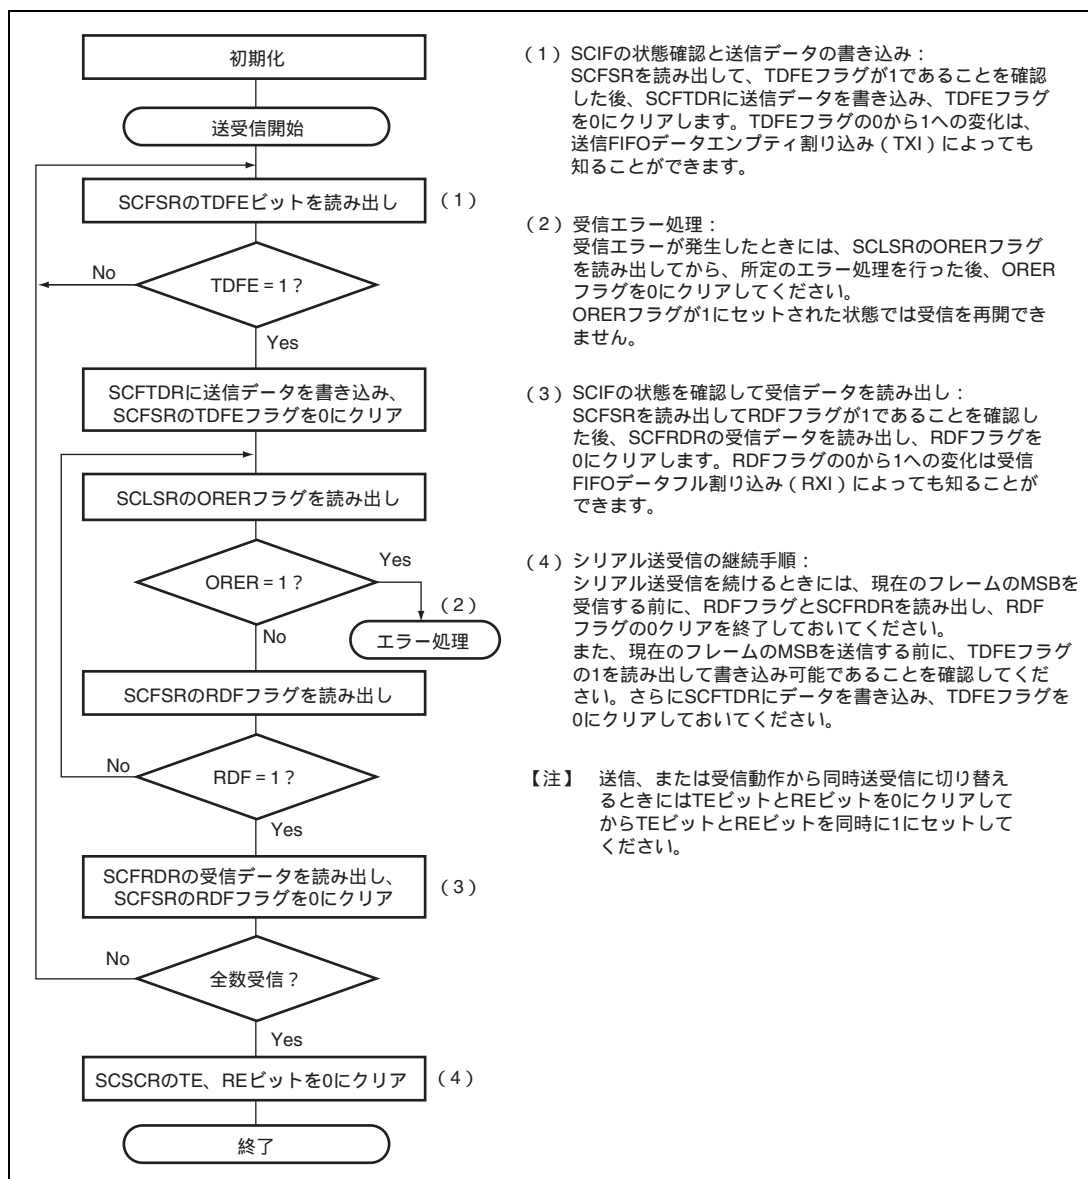 初期化
送受信開始
SCFSRのTDFEビットを読み出し (1)
No
TDFE = 1?
Yes
SCFTDRに送信データを書き込み、
SCFSRのTDFEフラグを0にクリア
SCLSRのORERフラグを読み出し
Yes
ORER = 1?
(2)
No
エラー処理
SCFSRのRDFフラグを読み出し
No
RDF = 1?
Yes
SCFRDRの受信データを読み出し、
SCFSRのRDFフラグを0にクリア
(3)
No
全数受信?
Yes
SCSCRのTE、REビットを0にクリア (4)
終了
(1) SCIFの状態確認と送信データの書き込み:
SCFSRを読み出して、TDFEフラグが1であることを確認
した後、SCFTDRに送信データを書き込み、TDFEフラグ
を0にクリアします。TDFEフラグの0から1への変化は、
送信FIFOデータエンプティ割り込み(TXI)によっても
知ることができます。
(2) 受信エラー処理:
受信エラーが発生したときには、SCLSRのORERフラグ
を読み出してから、所定のエラー処理を行った後、ORER
フラグを0にクリアしてください。
ORERフラグが1にセットされた状態では受信を再開でき
ません。
(3) SCIFの状態を確認して受信データを読み出し:
SCFSRを読み出してRDFフラグが1であることを確認し
た後、SCFRDRの受信データを読み出し、RDFフラグを
0にクリアします。RDFフラグの0から1への変化は受信
FIFOデータフル割り込み(RXI)によっても知ることが
できます。
(4) シリアル送受信の継続手順:
シリアル送受信を続けるときには、現在のフレームのMSBを
受信する前に、RDFフラグとSCFRDRを読み出し、RDF
フラグの0クリアを終了しておいてください。
また、現在のフレームのMSBを送信する前に、TDFEフラグ
の1を読み出して書き込み可能であることを確認してくだ
さい。さらにSCFTDRにデータを書き込み、TDFEフラグを
0にクリアしておいてください。
【注】 送信、または受信動作から同時送受信に切り替え
るときにはTEビットとREビットを0にクリアして
からTEビットとREビットを同時に1にセットして
ください。